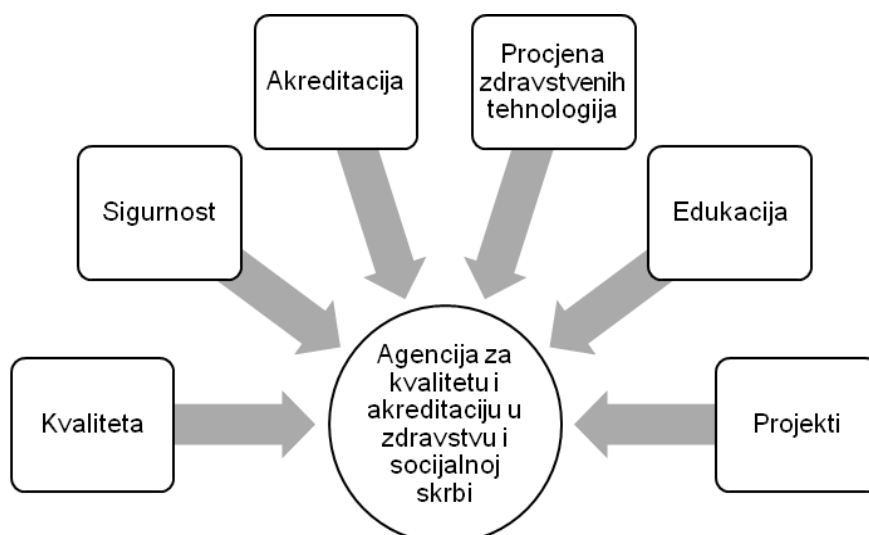 Akreditacija
Procjena
zdravstvenih
tehnologija
Sigurnost
Edukacija
Kvaliteta
Agencija za
kvalitetu i
akreditaciju u
zdravstvu i
socijalnoj
skrbi
Projekti